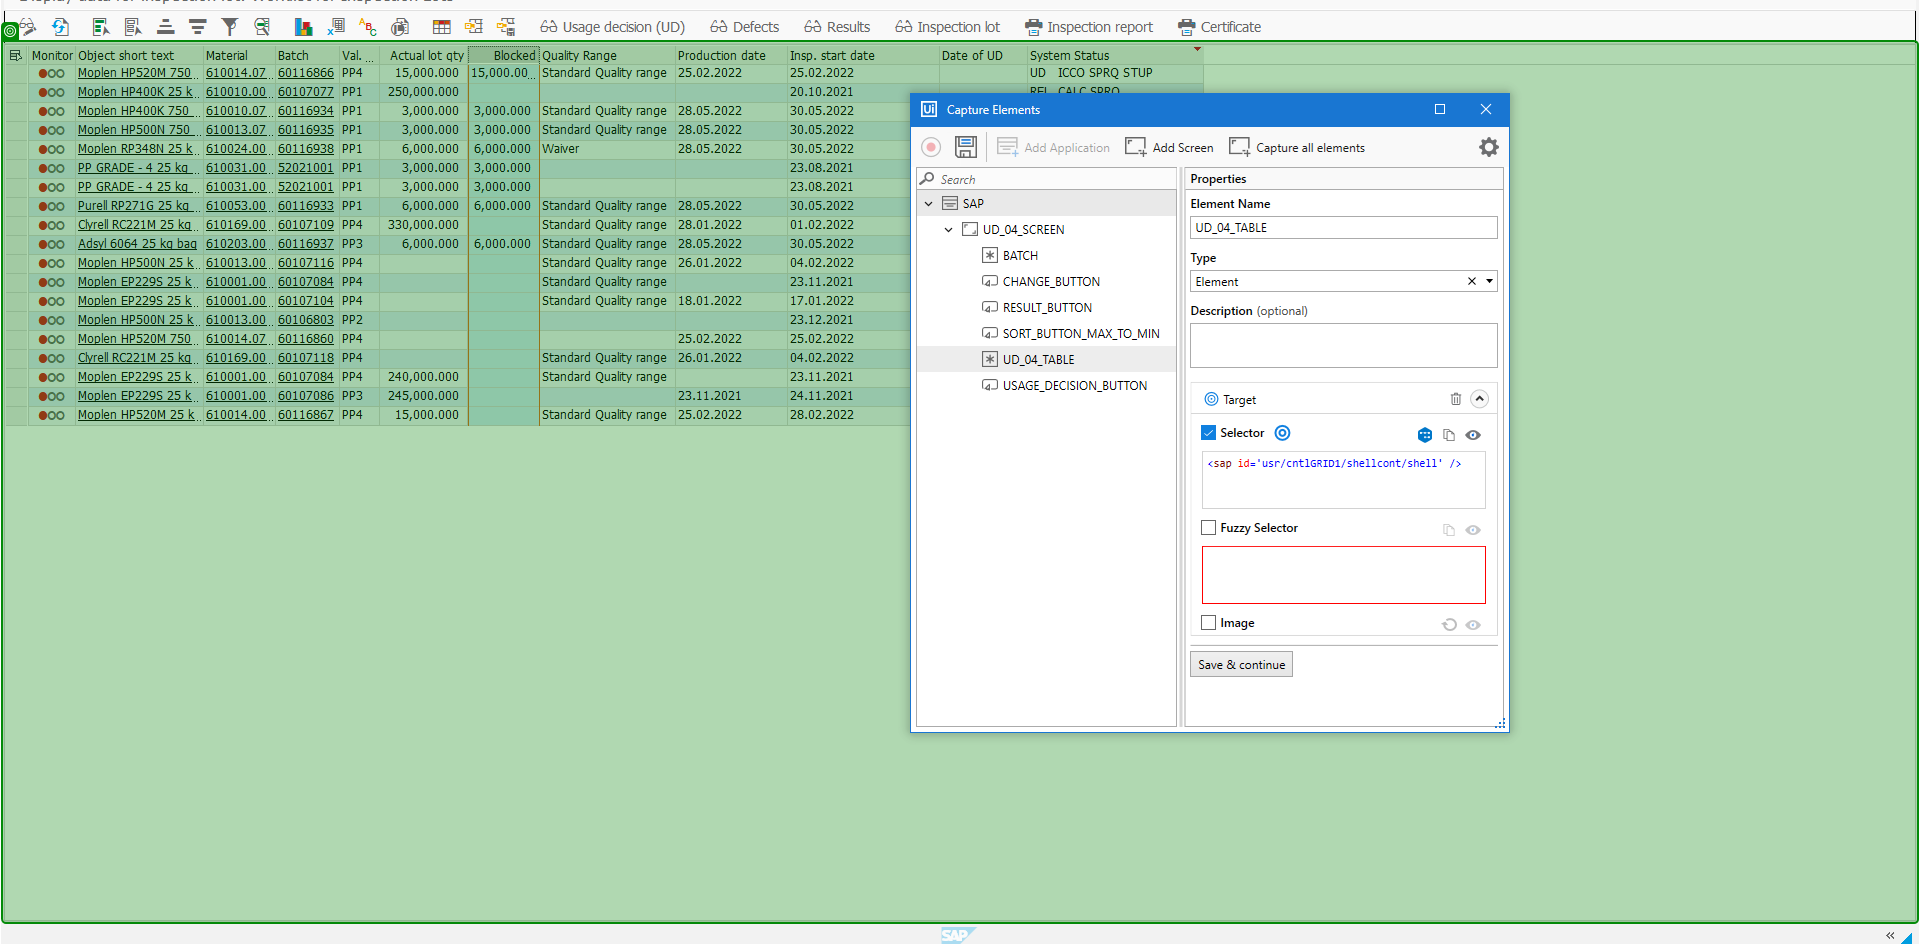 Display data for Inspection lot: Worklist for Inspection Lots
Usage decision (UD) Defects Results Inspection lot Inspection report Certificate
Monitor Object short text Material Batch Val. ... Actual lot qty Blocked Quality Range Production date Insp. start date Date of UD System Status
Moplen HP520M 750 ... 610014.07... 60116866 PP4 15,000.000 15,000.00... Standard Quality range 25.02.2022 25.02.2022 UD ICCO SPRQ STUP
Moplen HP400K 25 k... 610010.00... 60107077 PP1 250,000.000 20.10.2021 REL CALC SPRQ
Moplen HP400K 750 ... 610010.07... 60116934 PP1 3,000.000 3,000.000 Standard Quality range 28.05.2022 30.05.2022
Moplen HP500N 750 ... 610013.07... 60116935 PP1 3,000.000 3,000.000 Standard Quality range 28.05.2022 30.05.2022
Moplen RP348N 25 k... 610024.00... 60116938 PP1 6,000.000 6,000.000 Waiver 28.05.2022 30.05.2022
PP GRADE - 4 25 kg ... 610031.00... 52021001 PP1 3,000.000 3,000.000 23.08.2021
PP GRADE - 4 25 kg ... 610031.00... 52021001 PP1 3,000.000 3,000.000 23.08.2021
Purell RP271G 25 kg ... 610053.00... 60116933 PP1 6,000.000 6,000.000 Standard Quality range 28.05.2022 30.05.2022
Clyrell RC221M 25 kg... 610169.00... 60107109 PP4 330,000.000 Standard Quality range 28.01.2022 01.02.2022
Adsyl 6064 25 kg bag 610203.00... 60116937 PP3 6,000.000 6,000.000 Standard Quality range 28.05.2022 30.05.2022
Moplen HP500N 25 k... 610013.00... 60107116 PP4 Standard Quality range 26.01.2022 04.02.2022
Moplen EP229S 25 k... 610001.00... 60107084 PP4 Standard Quality range 23.11.2021
Moplen EP229S 25 k... 610001.00... 60107104 PP4 Standard Quality range 18.01.2022 17.01.2022
Moplen HP500N 25 k... 610013.00... 60106803 PP2 23.12.2021
Moplen HP520M 750 ... 610014.07... 60116860 PP4 25.02.2022 25.02.2022
Clyrell RC221M 25 kg... 610169.00... 60107118 PP4 Standard Quality range 26.01.2022 04.02.2022
Moplen EP229S 25 k... 610001.00... 60107084 PP4 240,000.000 Standard Quality range 23.11.2021
Moplen EP229S 25 k... 610001.00... 60107086 PP3 245,000.000 23.11.2021 24.11.2021
Moplen HP520M 25 k... 610014.00... 60116867 PP4 15,000.000 Standard Quality range 25.02.2022 28.02.2022
Ui Capture Elements
Add Application Add Screen Capture all elements
Search
SAP
UD_04_SCREEN
BATCH
CHANGE_BUTTON
RESULT_BUTTON
SORT_BUTTON_MAX_TO_MIN
UD_04_TABLE
USAGE_DECISION_BUTTON
Properties
Element Name
UD_04_TABLE
Type
Element
Description (optional)
Target
Selector
<sap id='usr/cntlGRID1/shellcont/shell' />
Fuzzy Selector
Image
Save & continue
SAP